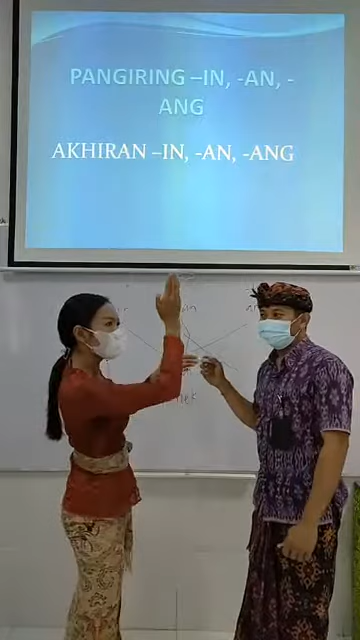 PANGIRING –IN, -AN, -
ANG
AKHIRAN –IN, -AN, -ANG